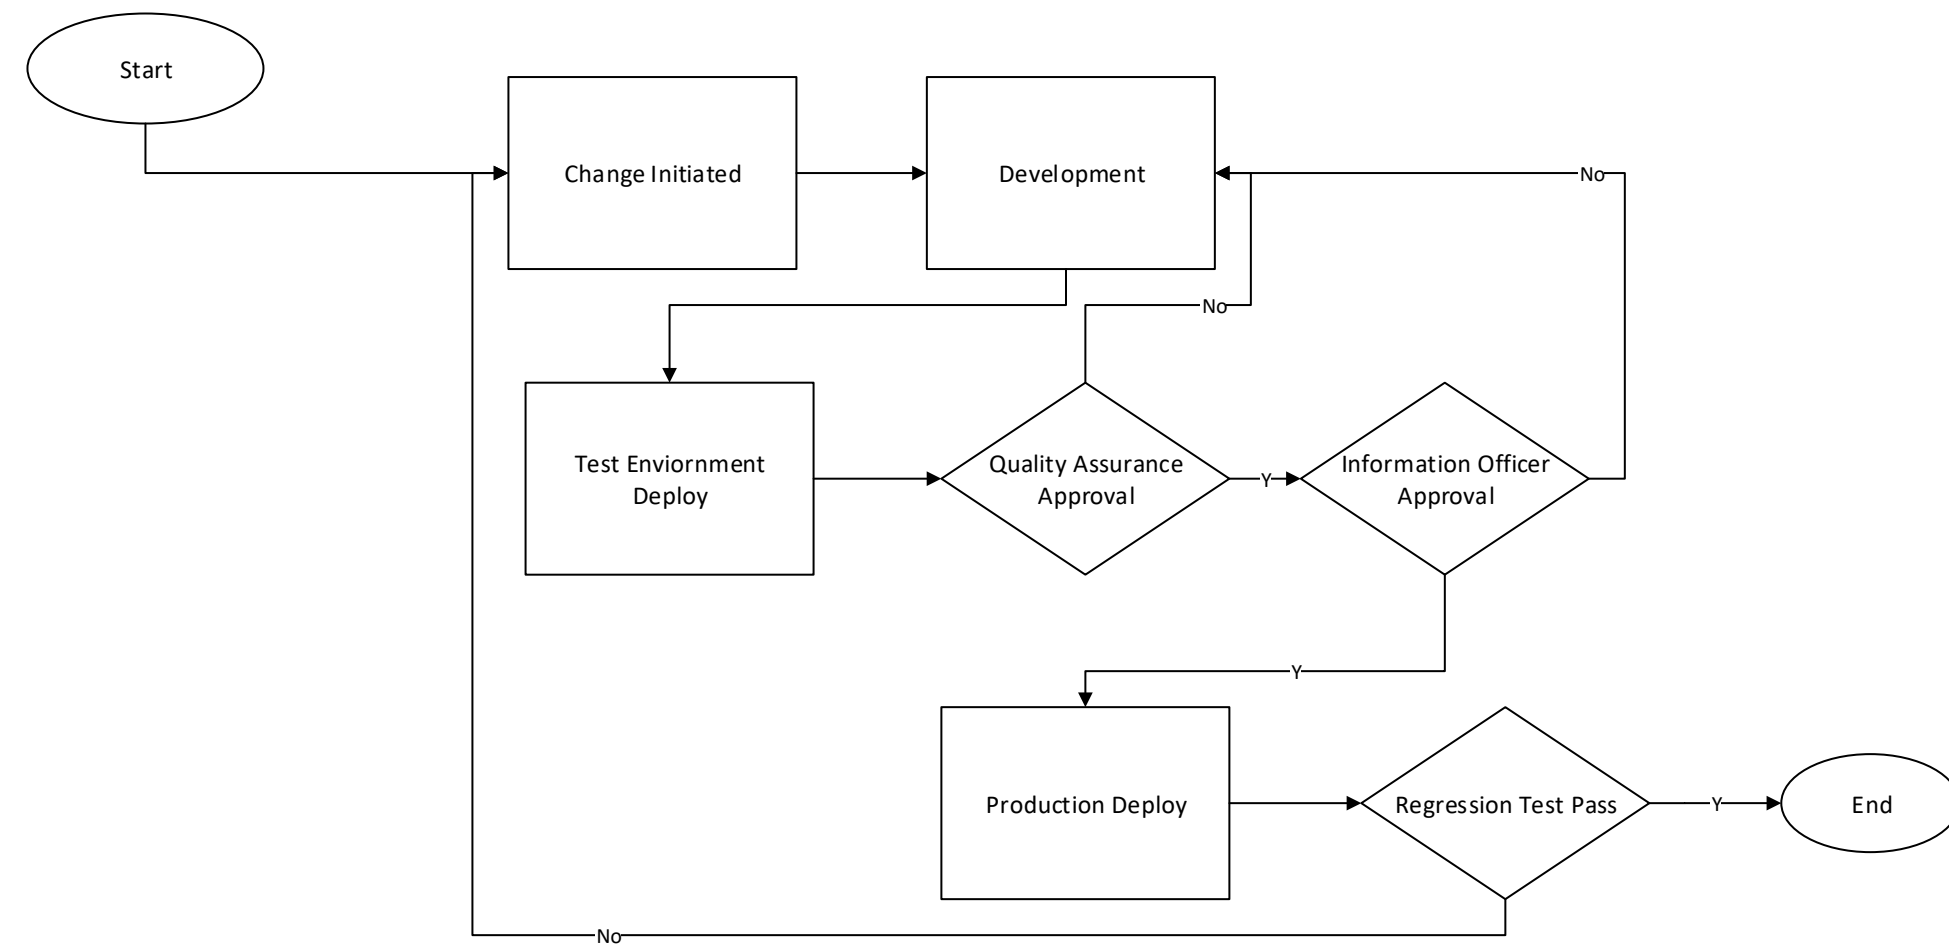 Start
Change Initiated
Development
No
No
Test Enviornment
Deploy
Quality Assurance
Approval
Y
Information Officer
Approval
Y
Production Deploy
Regression Test Pass
Y
End
No